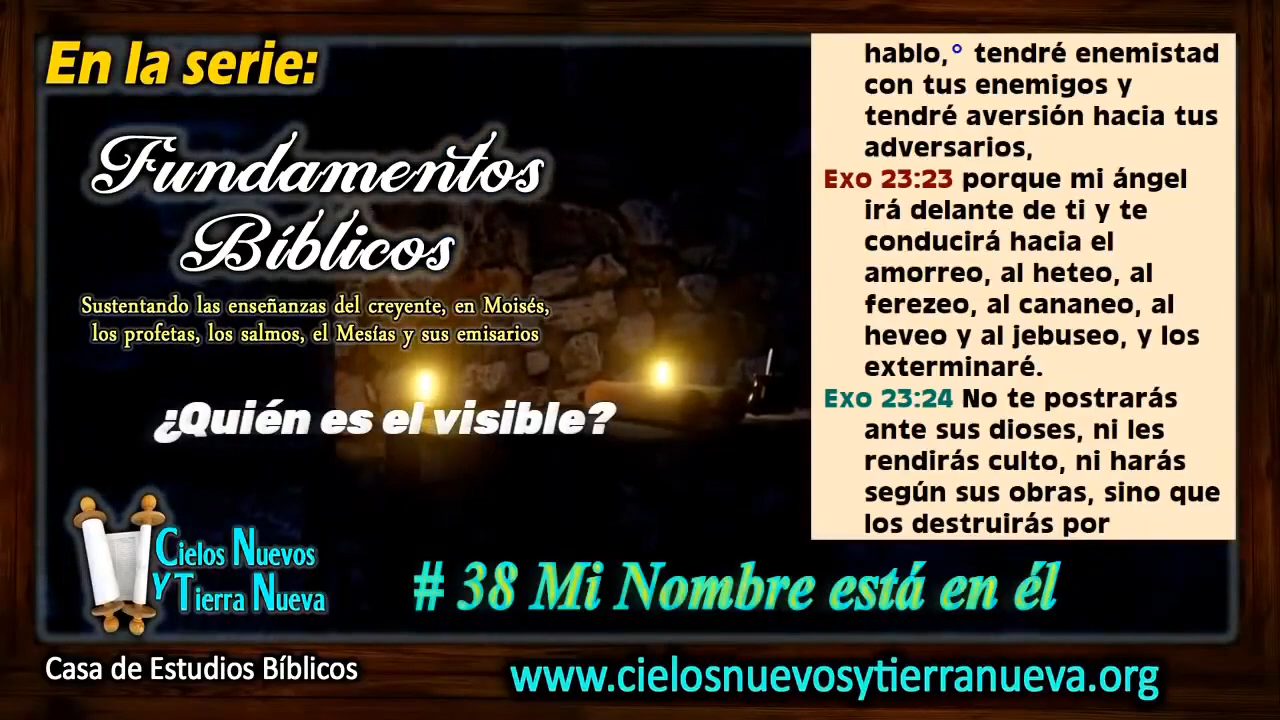 En la serie:
Fundamentos
Bíblicos
Sustentando las enseñanzas del creyente, en Moisés,
los profetas, los salmos, el Mesías y sus emisarios
¿Quién es el visible?
Cielos Nuevos
Y Tierra Nueva
Casa de Estudios Bíblicos
# 38 Mi Nombre está en él
www.cielosnuevosytierranueva.org
hablo,° tendré enemistad
con tus enemigos y
tendré aversión hacia tus
adversarios,
Exo 23:23 porque mi ángel
irá delante de ti y te
conducirá hacia el
amorreo, al heteo, al
ferezeo, al cananeo, al
heveo y al jebuseo, y los
exterminaré.
Exo 23:24 No te postrarás
ante sus dioses, ni les
rendirás culto, ni harás
según sus obras, sino que
los destruirás por